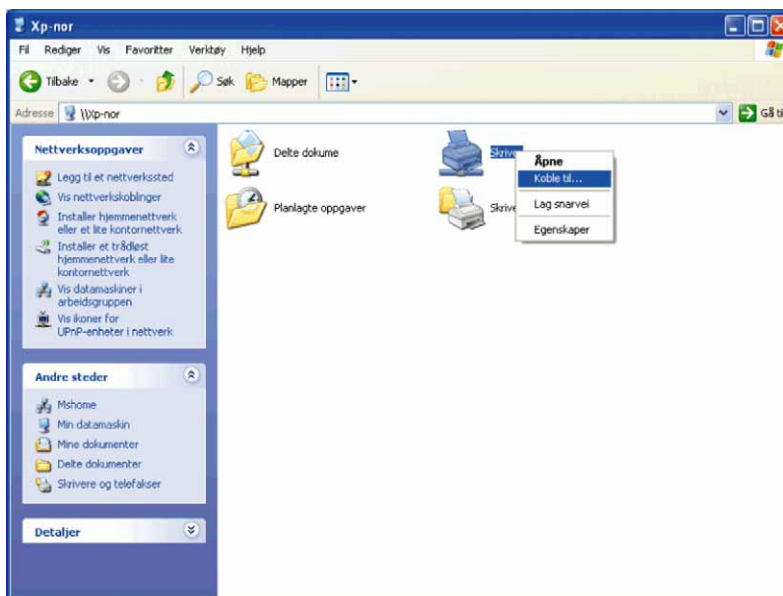 Xp-nor
Fil Rediger Vis Favoritter Verktøy Hjelp
Tilbake Søk Mapper
Adresse \\Xp-nor Gå ti
Nettverksoppgaver
Legg til et nettverkssted
Vis nettverkskoblinger
Installer hjemmenettverk
eller et lite kontornettverk
Installer et trådløst
hjemmenettverk eller lite
kontornettverk
Vis datamaskiner i
arbeidsgruppen
Vis ikoner for
UPnP-enheter i nettverk
Andre steder
Mshome
Min datamaskin
Mine dokumenter
Delte dokumenter
Skrivere og telefakser
Detaljer
Delte dokume
Skrive
Planlagte oppgaver
Skrive
Åpne
Koble til...
Lag snarvei
Egenskaper